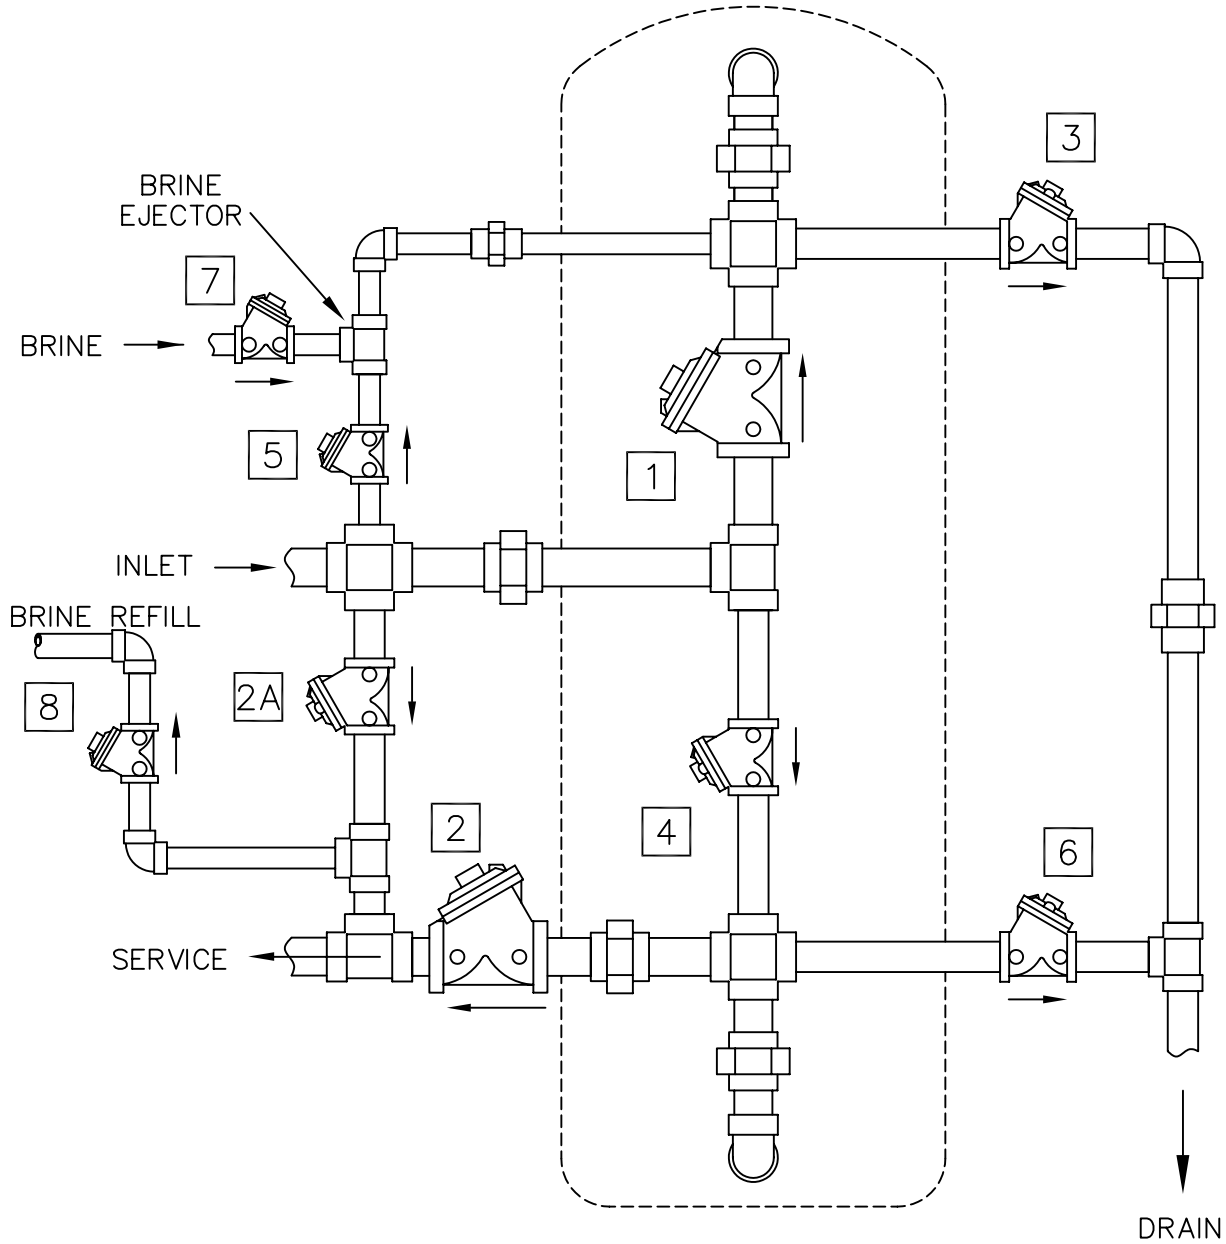 3
BRINE
EJECTOR
7
BRINE
5
1
INLET
BRINE REFILL
2A
8
2
4
6
SERVICE
DRAIN